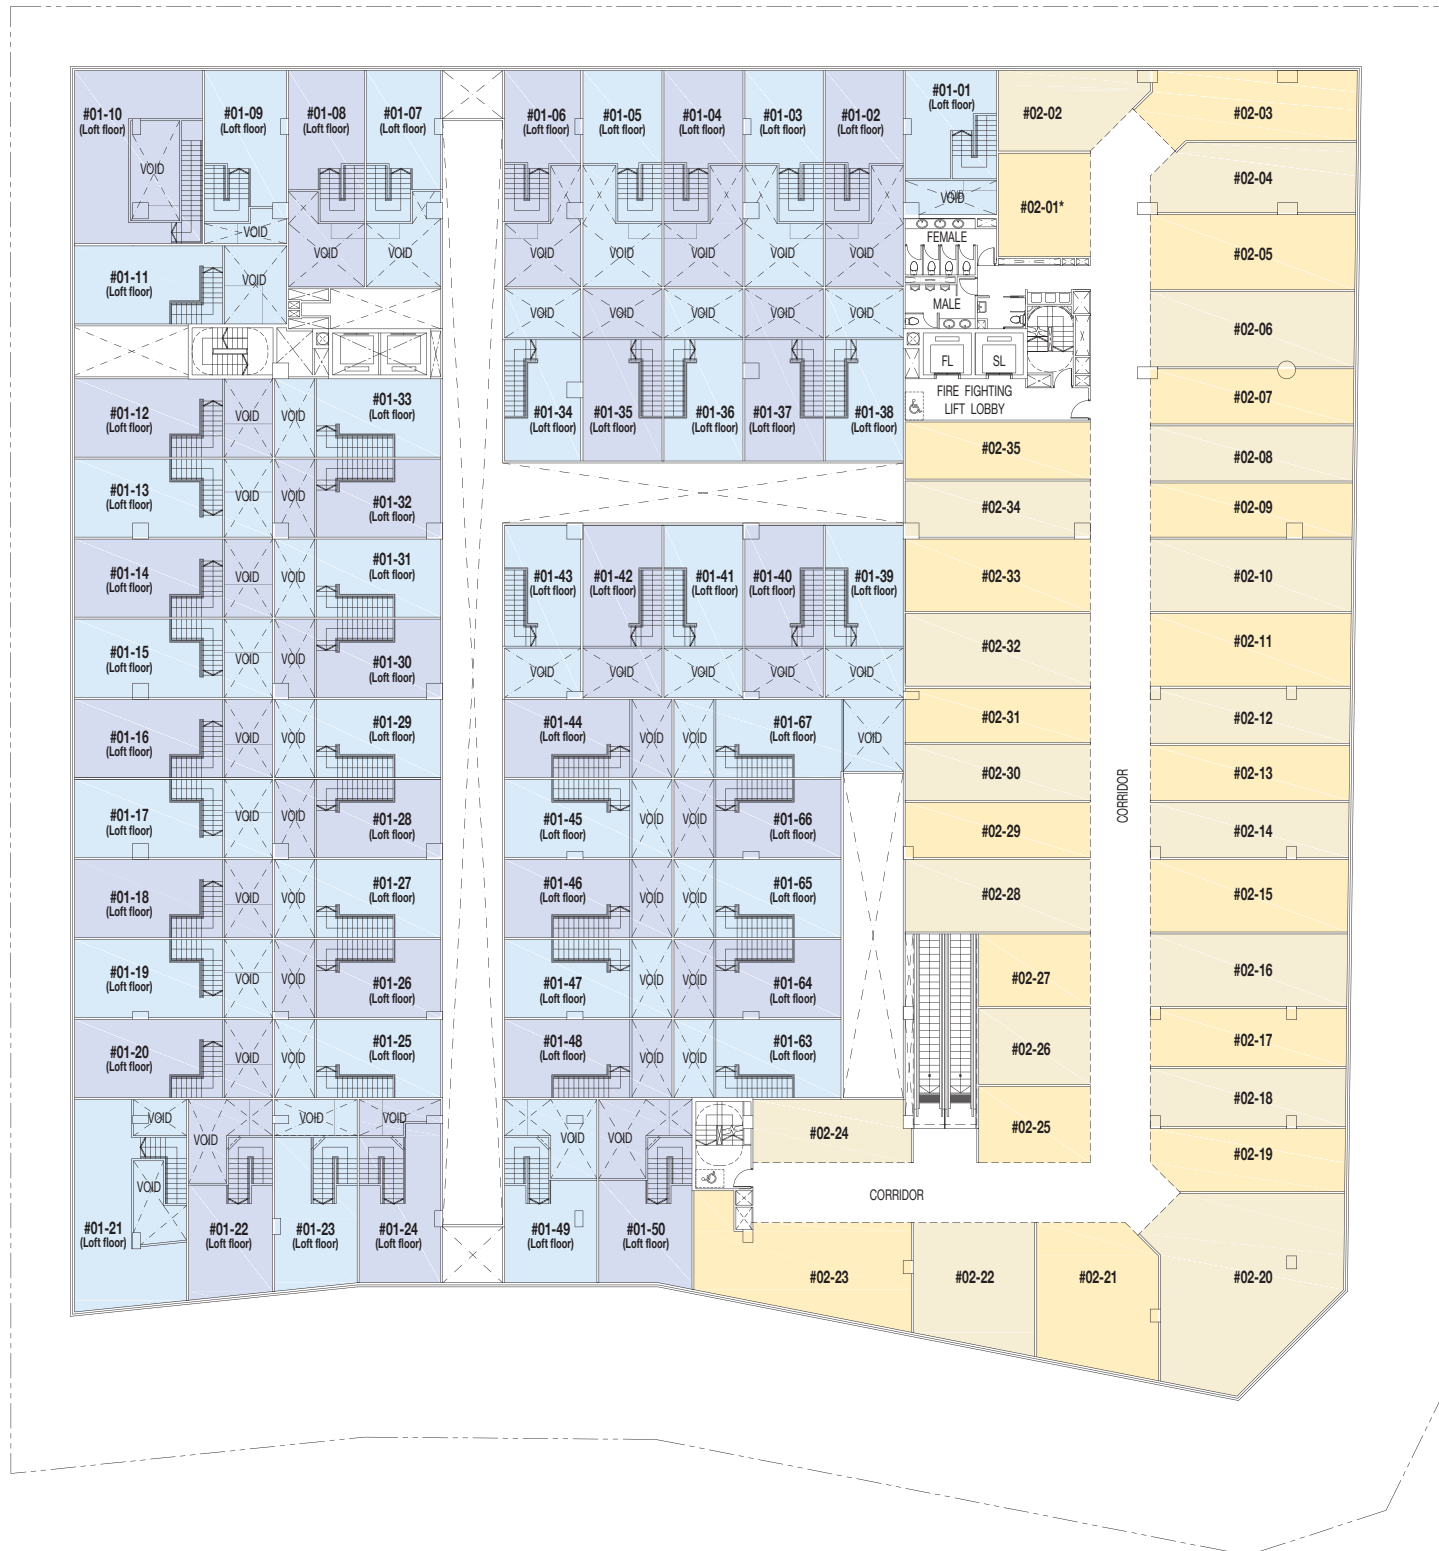 #01-10
(Loft floor)
#01-09
(Loft floor)
#01-08
(Loft floor)
#01-07
(Loft floor)
#01-06
(Loft floor)
#01-05
(Loft floor)
#01-04
(Loft floor)
#01-03
(Loft floor)
#01-02
(Loft floor)
#01-01
(Loft floor)
#02-02
#02-03
VOID
#02-04
VOID
#02-01*
VOID
FEMALE
VOID
VOID
VOID
VOID
VOID
VOID
VOID
#02-05
#01-11
(Loft floor)
VOID
VOID
VOID
VOID
VOID
VOID
MALE
#02-06
FL
SL
FIRE FIGHTING
LIFT LOBBY
#02-07
#01-12
(Loft floor)
VOID
VOID
#01-33
(Loft floor)
#01-34
(Loft floor)
#01-35
(Loft floor)
#01-36
(Loft floor)
#01-37
(Loft floor)
#01-38
(Loft floor)
#02-35
#02-08
#01-13
(Loft floor)
VOID
VOID
#01-32
(Loft floor)
#02-34
#02-09
#01-14
(Loft floor)
VOID
VOID
#01-31
(Loft floor)
#01-43
(Loft floor)
#01-42
(Loft floor)
#01-41
(Loft floor)
#01-40
(Loft floor)
#01-39
(Loft floor)
#02-33
#02-10
#01-15
(Loft floor)
VOID
VOID
#01-30
(Loft floor)
VOID
VOID
VOID
VOID
VOID
#02-32
#02-11
#01-16
(Loft floor)
VOID
VOID
#01-29
(Loft floor)
#01-44
(Loft floor)
VOID
VOID
#01-67
(Loft floor)
VOID
#02-31
#02-12
#02-30
#02-13
CORRIDOR
#01-17
(Loft floor)
VOID
VOID
#01-28
(Loft floor)
#01-45
(Loft floor)
VOID
VOID
#01-66
(Loft floor)
#02-29
#02-14
#01-18
(Loft floor)
VOID
VOID
#01-27
(Loft floor)
#01-46
(Loft floor)
VOID
VOID
#01-65
(Loft floor)
#02-28
#02-15
#01-19
(Loft floor)
VOID
VOID
#01-26
(Loft floor)
#01-47
(Loft floor)
VOID
VOID
#01-64
(Loft floor)
#02-27
#02-16
#01-20
(Loft floor)
VOID
VOID
#01-25
(Loft floor)
#01-48
(Loft floor)
VOID
VOID
#01-63
(Loft floor)
#02-26
#02-17
#02-18
VOID
VOID
VOID
VOID
VOID
VOID
#02-24
#02-25
#02-19
VOID
CORRIDOR
#01-21
(Loft floor)
#01-22
(Loft floor)
#01-23
(Loft floor)
#01-24
(Loft floor)
#01-49
(Loft floor)
#01-50
(Loft floor)
#02-23
#02-22
#02-21
#02-20